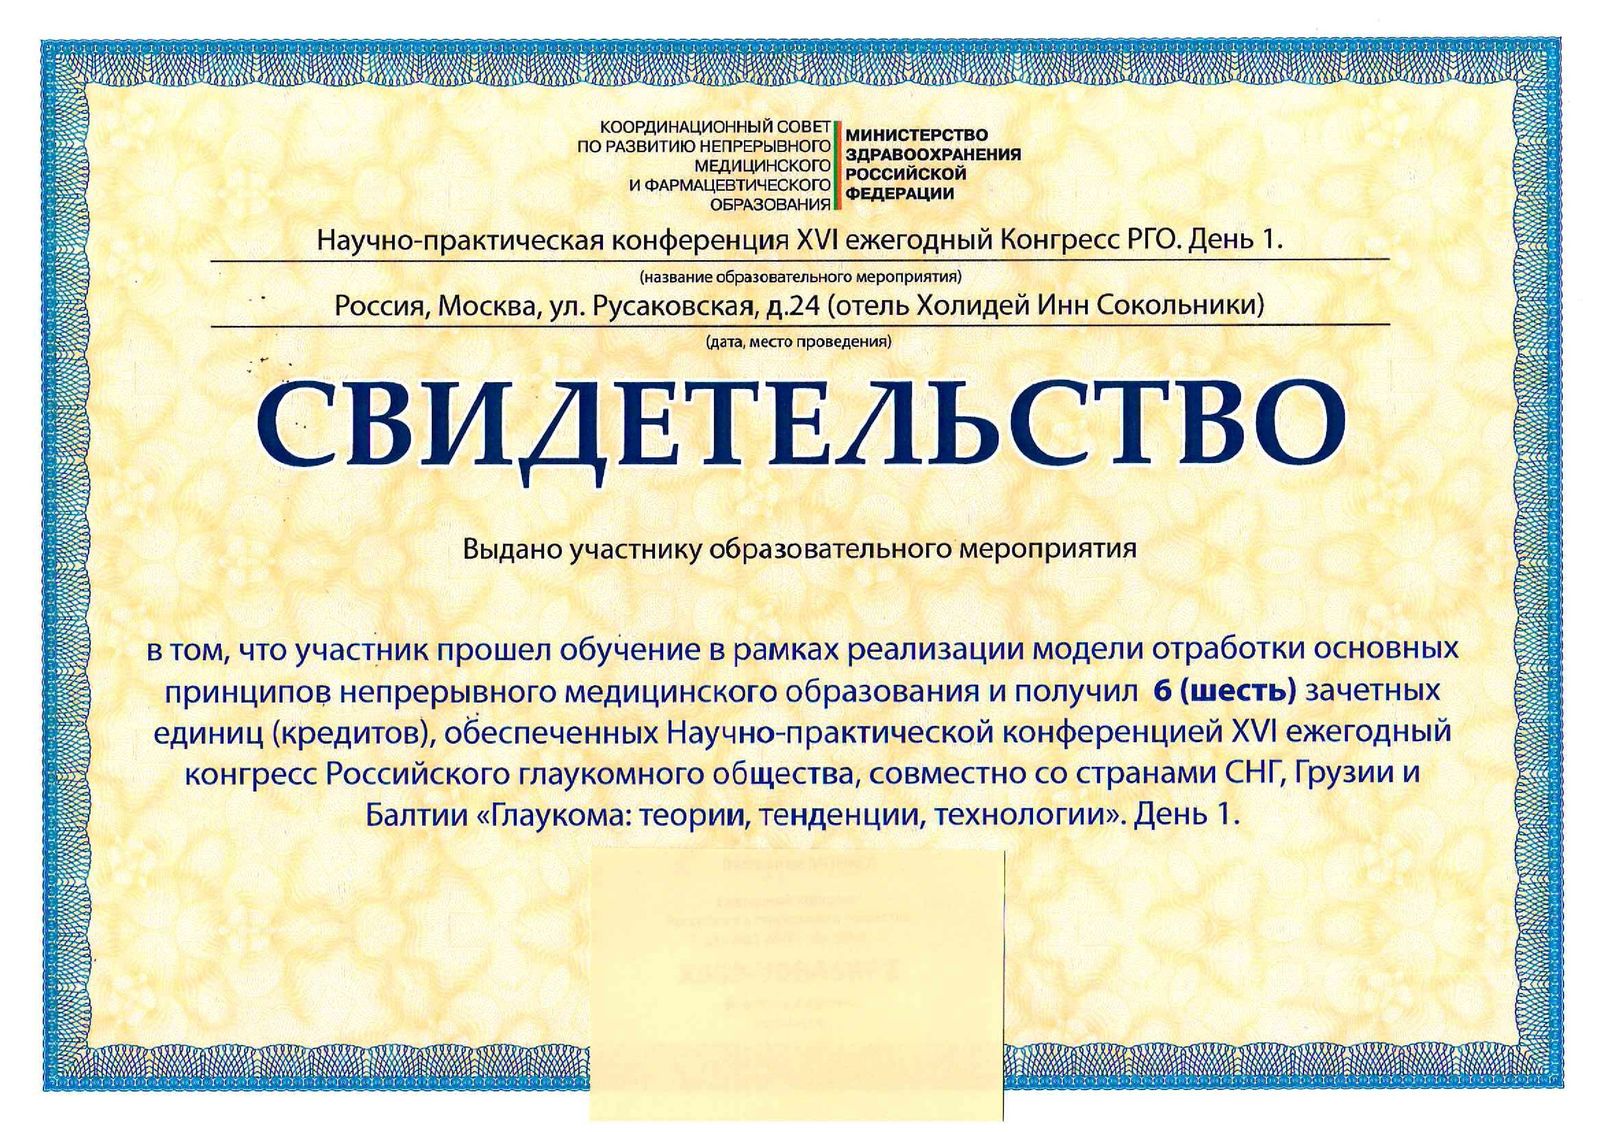 КООРДИНАЦИОННЫЙ СОВЕТ
ПО РАЗВИТИЮ НЕПРЕРЫВНОГО
МЕДИЦИНСКОГО
И ФАРМАЦЕВТИЧЕСКОГО
ОБРАЗОВАНИЯ
МИНИСТЕРСТВО
ЗДРАВООХРАНЕНИЯ
РОССИЙСКОЙ
ФЕДЕРАЦИИ
Научно-практическая конференция XVI ежегодный Конгресс РГО. День 1.
(название образовательного мероприятия)
Россия, Москва, ул. Русаковская, д.24 (отель Холидей Инн Сокольники)
(дата, место проведения)
СВИДЕТЕЛЬСТВО
Выдано участнику образовательного мероприятия
в том, что участник прошел обучение в рамках реализации модели отработки основных
принципов непрерывного медицинского образования и получил 6 (шесть) зачетных
единиц (кредитов), обеспеченных Научно-практической конференцией XVI ежегодный
конгресс Российского глаукомного общества, совместно со странами СНГ, Грузии и
Балтии «Глаукома: теории, тенденции, технологии». День 1.